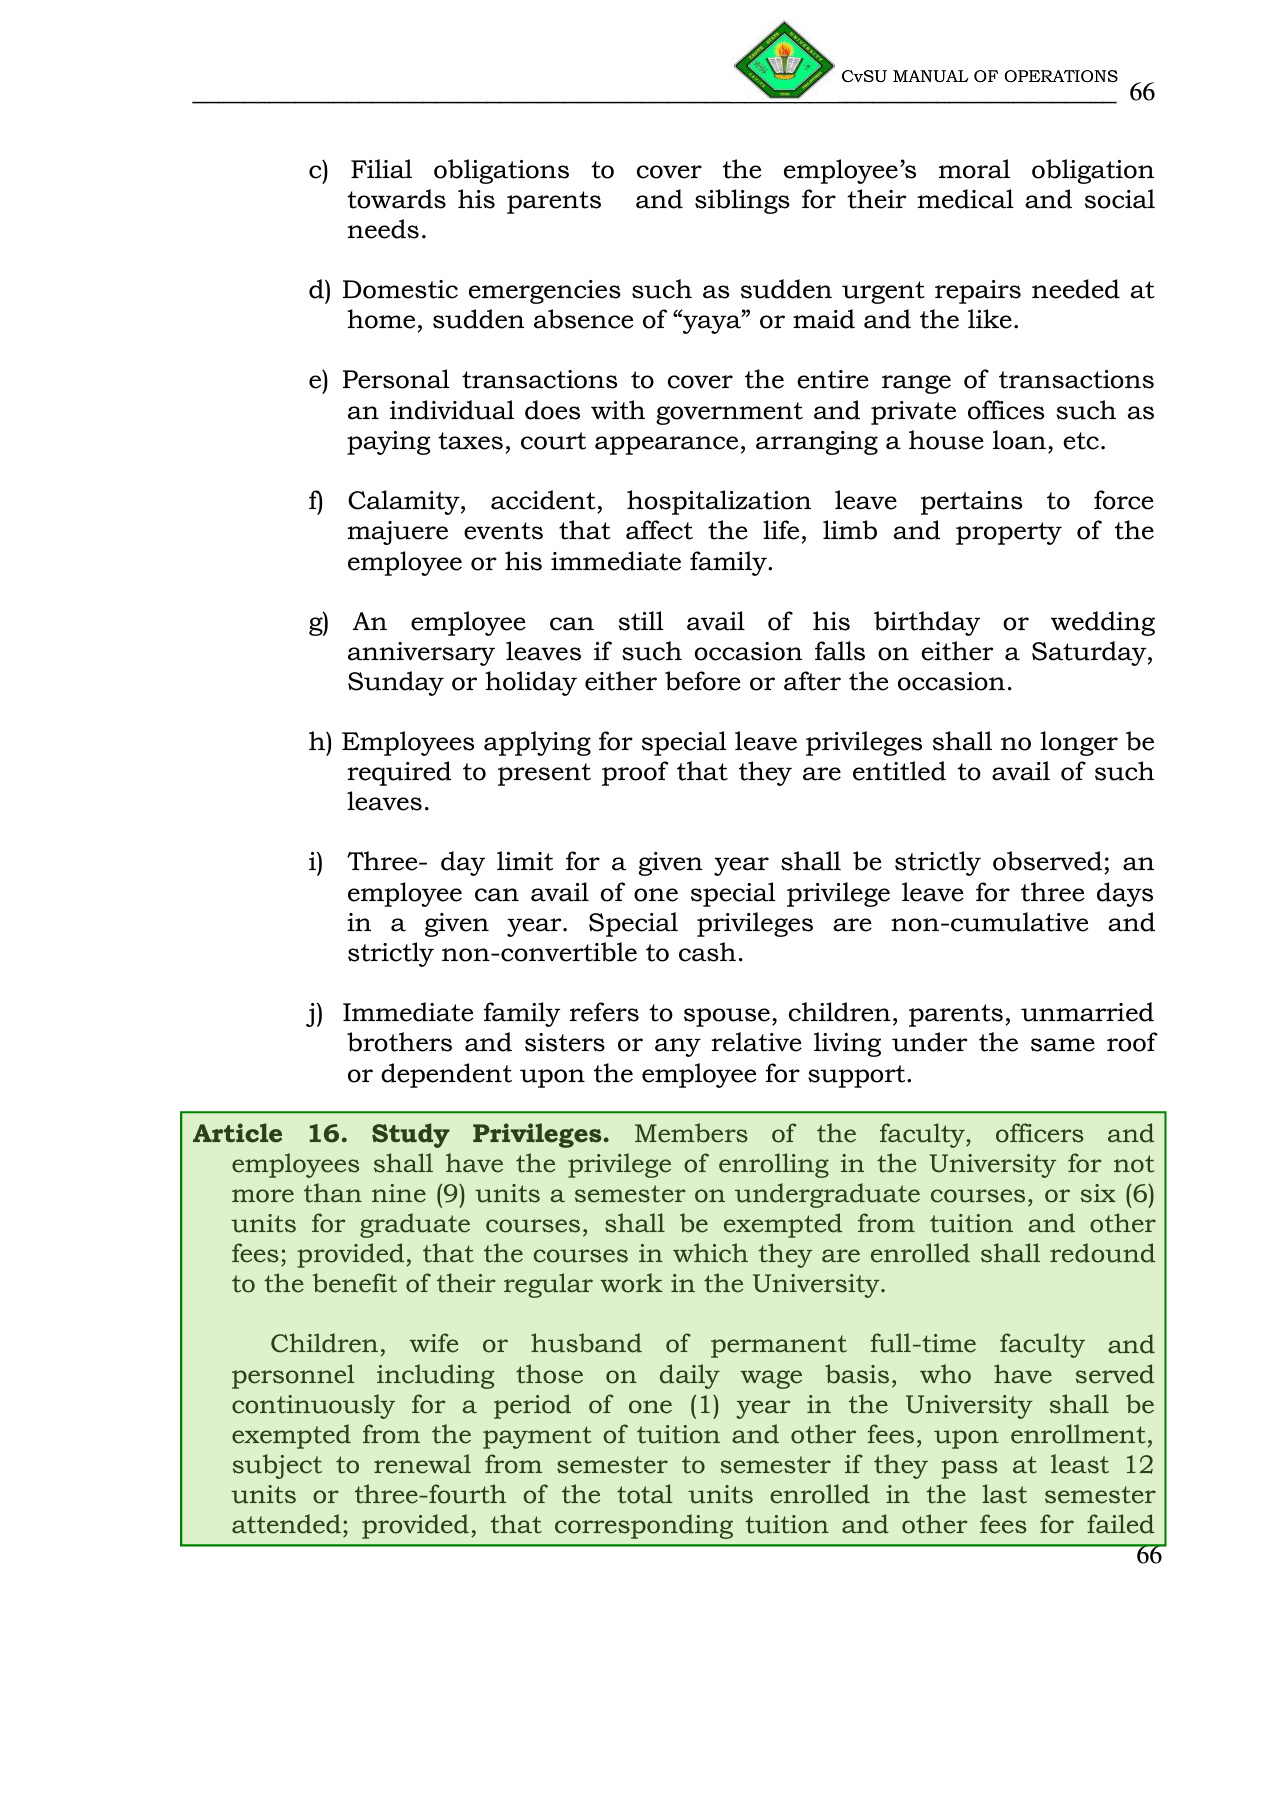 CvSU MANUAL OF OPERATIONS
66
c) Filial obligations to cover the employee’s moral obligation
towards his parents and siblings for their medical and social
needs.
d) Domestic emergencies such as sudden urgent repairs needed at
home, sudden absence of “yaya” or maid and the like.
e) Personal transactions to cover the entire range of transactions
an individual does with government and private offices such as
paying taxes, court appearance, arranging a house loan, etc.
f) Calamity, accident, hospitalization leave pertains to force
majuere events that affect the life, limb and property of the
employee or his immediate family.
g) An employee can still avail of his birthday or wedding
anniversary leaves if such occasion falls on either a Saturday,
Sunday or holiday either before or after the occasion.
h) Employees applying for special leave privileges shall no longer be
required to present proof that they are entitled to avail of such
leaves.
i) Three- day limit for a given year shall be strictly observed; an
employee can avail of one special privilege leave for three days
in a given year. Special privileges are non-cumulative and
strictly non-convertible to cash.
j) Immediate family refers to spouse, children, parents, unmarried
brothers and sisters or any relative living under the same roof
or dependent upon the employee for support.
Article 16. Study Privileges. Members of the faculty, officers and
employees shall have the privilege of enrolling in the University for not
more than nine (9) units a semester on undergraduate courses, or six (6)
units for graduate courses, shall be exempted from tuition and other
fees; provided, that the courses in which they are enrolled shall redound
to the benefit of their regular work in the University.
Children, wife or husband of permanent full-time faculty and
personnel including those on daily wage basis, who have served
continuously for a period of one (1) year in the University shall be
exempted from the payment of tuition and other fees, upon enrollment,
subject to renewal from semester to semester if they pass at least 12
units or three-fourth of the total units enrolled in the last semester
attended; provided, that corresponding tuition and other fees for failed
66